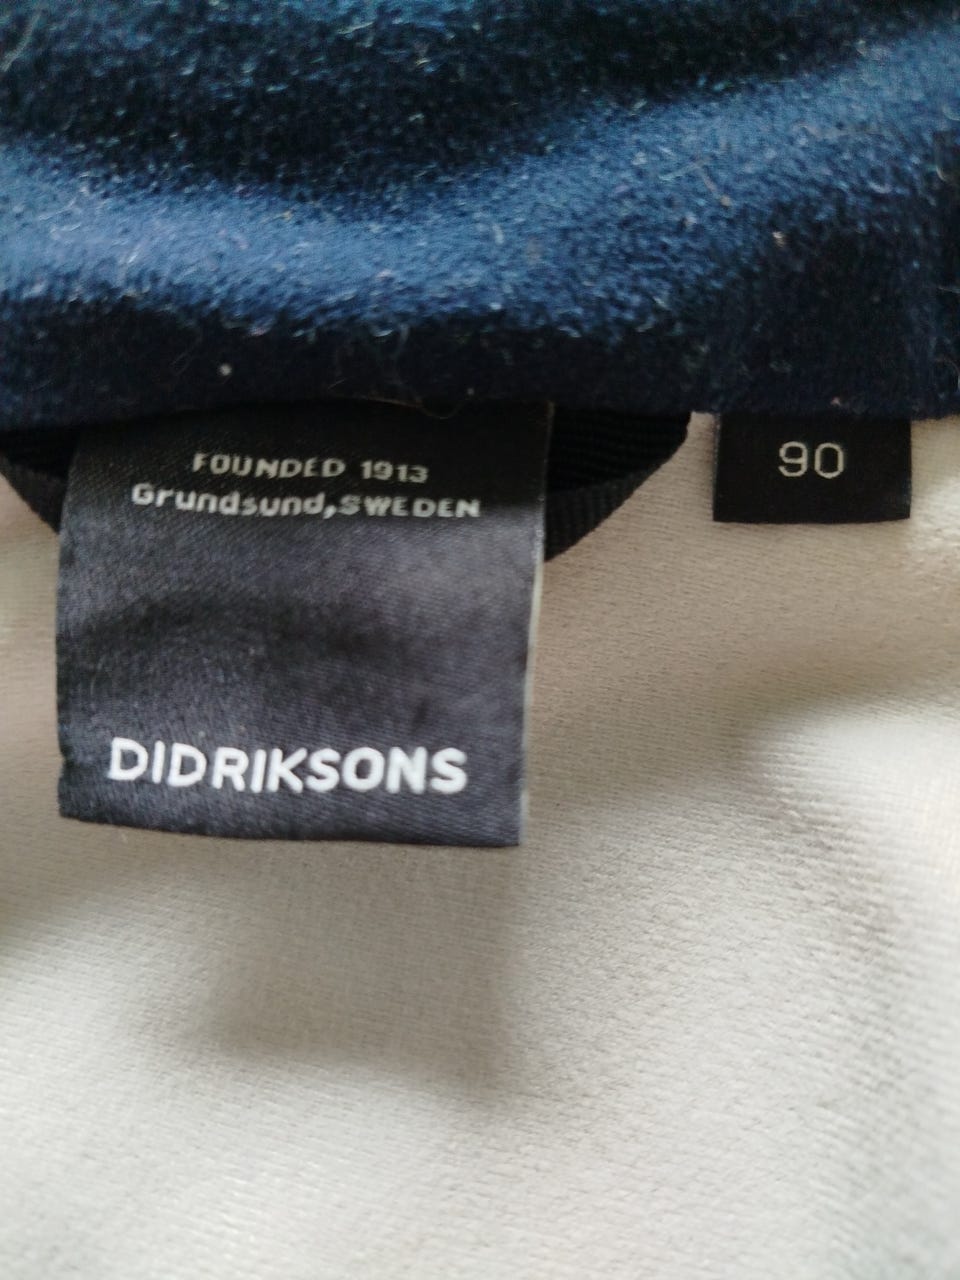 FOUNDED 1913
Grundsund,SWEDEN
DIDRIKSONS
90